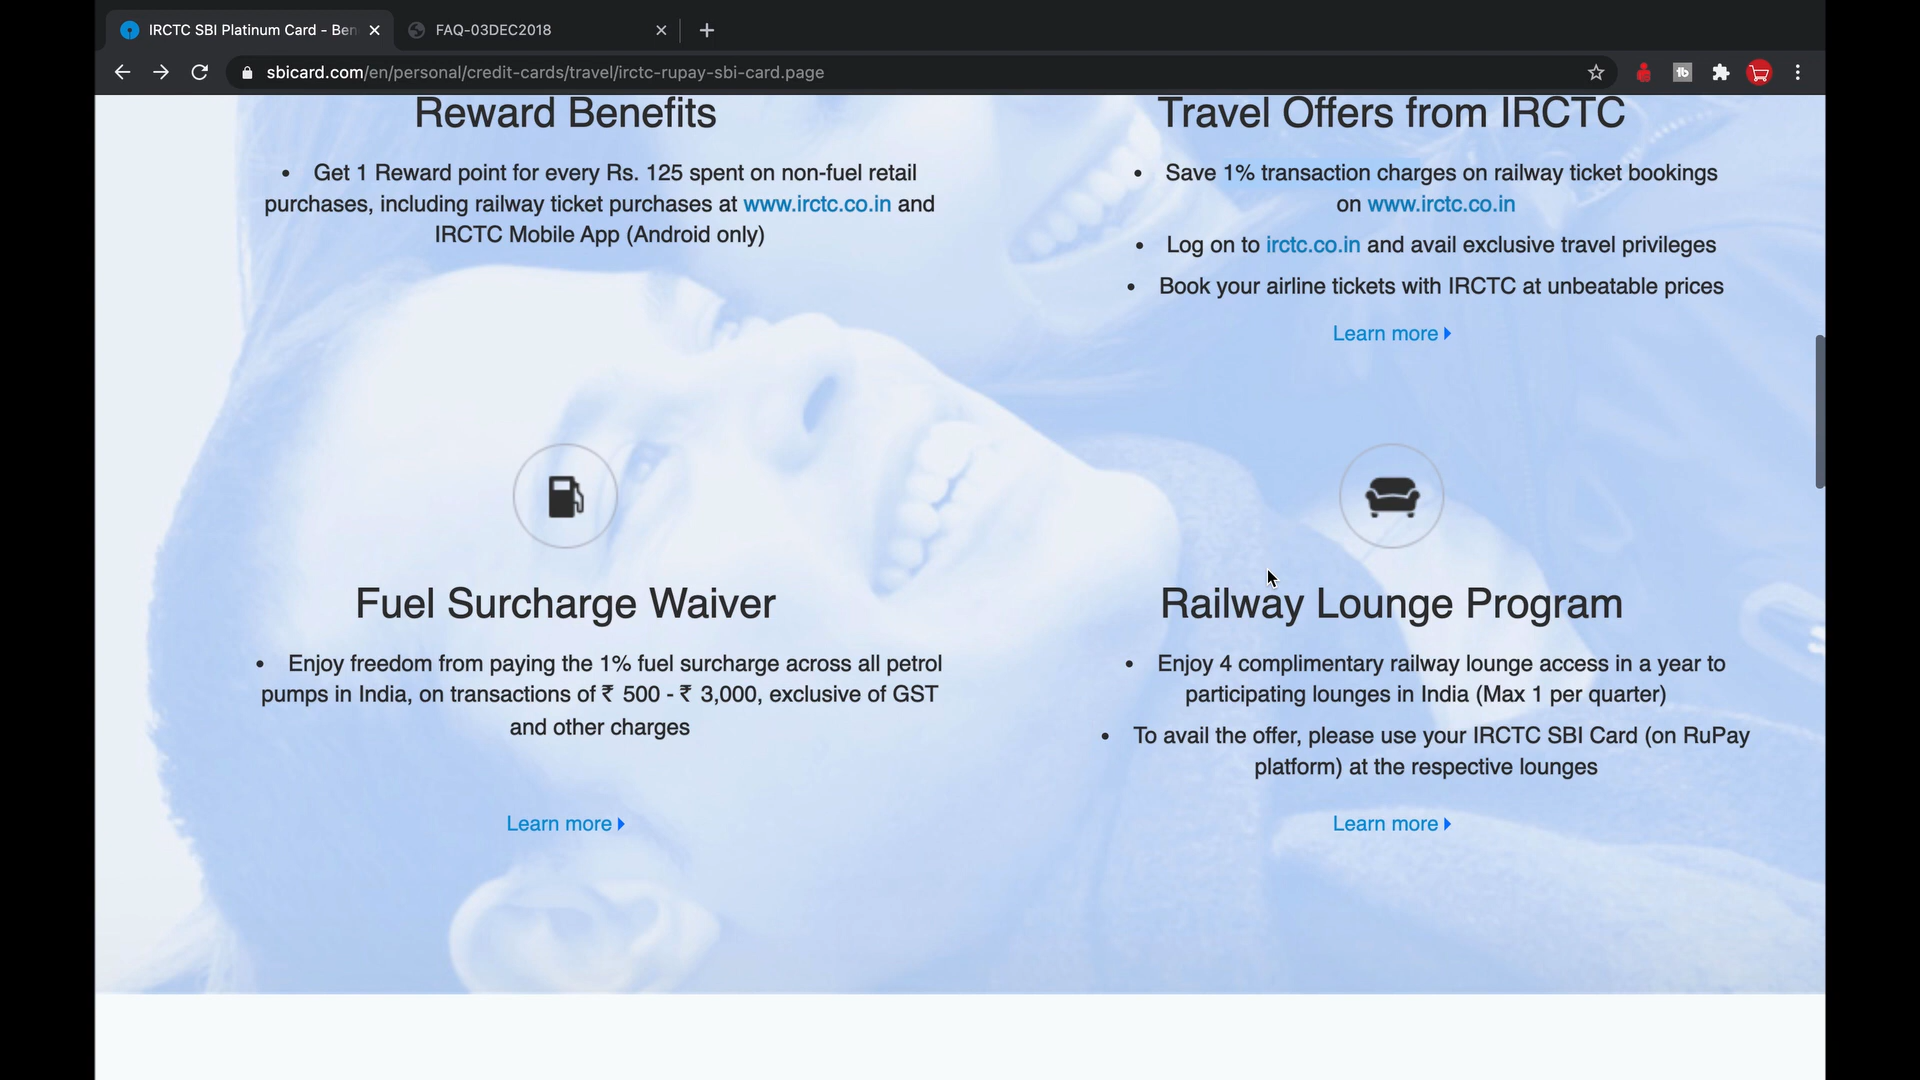 IRCTC SBI Platinum Card - Ben
FAQ-03DEC2018
sbicard.com/en/personal/credit-cards/travel/irctc-rupay-sbi-card.page
Reward Benefits
• Get 1 Reward point for every Rs. 125 spent on non-fuel retail
purchases, including railway ticket purchases at www.irctc.co.in and
IRCTC Mobile App (Android only)
Travel Offers from IRCTC
• Save 1% transaction charges on railway ticket bookings
on www.irctc.co.in
• Log on to irctc.co.in and avail exclusive travel privileges
• Book your airline tickets with IRCTC at unbeatable prices
Learn more
Fuel Surcharge Waiver
• Enjoy freedom from paying the 1% fuel surcharge across all petrol
pumps in India, on transactions of ₹ 500 - ₹ 3,000, exclusive of GST
and other charges
Learn more
Railway Lounge Program
• Enjoy 4 complimentary railway lounge access in a year to
participating lounges in India (Max 1 per quarter)
• To avail the offer, please use your IRCTC SBI Card (on RuPay
platform) at the respective lounges
Learn more